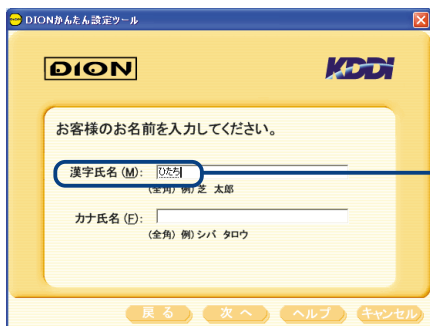 DIONかんたん設定ツール
DION
KDDI
お客様のお名前を入力してください。
漢字氏名(M): ひたち
(全角) 例)芝 太郎
カナ氏名(F):
(全角) 例)シバ タロウ
戻る 次へ ヘルプ キャンセル